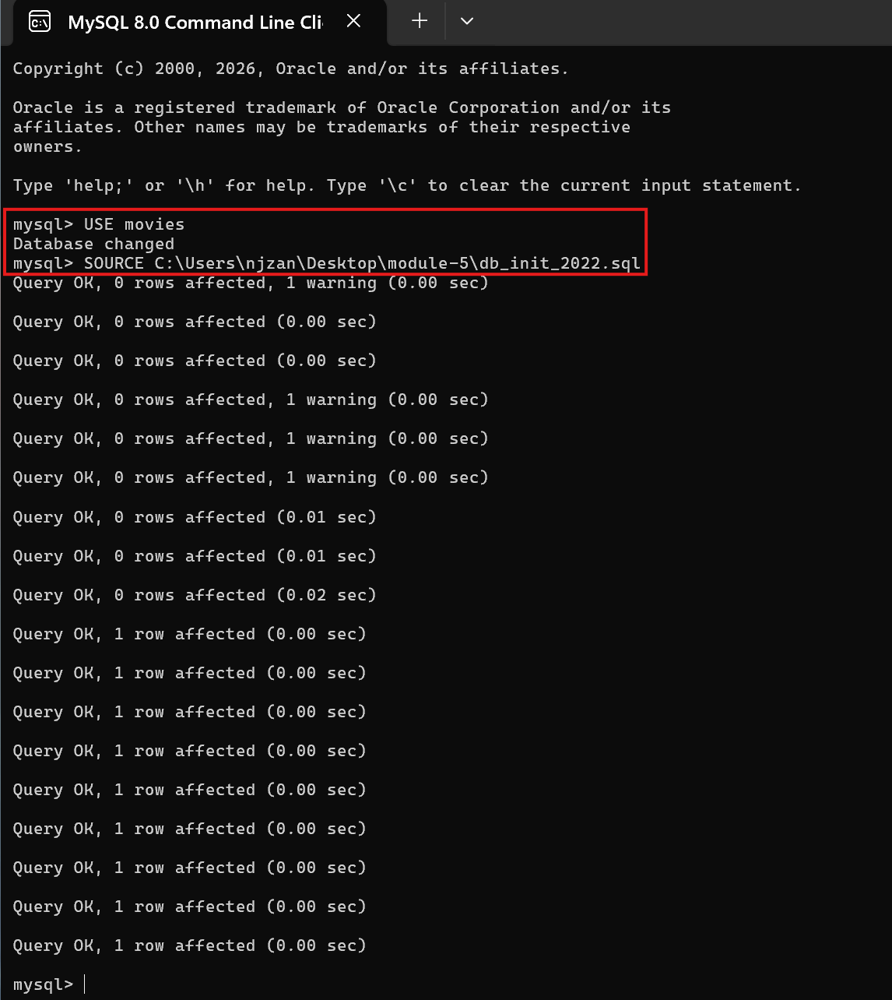 MySQL 8.0 Command Line Cli
Copyright (c) 2000, 2026, Oracle and/or its affiliates.
Oracle is a registered trademark of Oracle Corporation and/or its
affiliates. Other names may be trademarks of their respective
owners.
Type 'help;' or '\h' for help. Type '\c' to clear the current input statement.
mysql> USE movies
Database changed
mysql> SOURCE C:\Users\njzan\Desktop\module-5\db_init_2022.sql
Query OK, 0 rows affected, 1 warning (0.00 sec)
Query OK, 0 rows affected (0.00 sec)
Query OK, 0 rows affected (0.00 sec)
Query OK, 0 rows affected, 1 warning (0.00 sec)
Query OK, 0 rows affected, 1 warning (0.00 sec)
Query OK, 0 rows affected, 1 warning (0.00 sec)
Query OK, 0 rows affected (0.01 sec)
Query OK, 0 rows affected (0.01 sec)
Query OK, 0 rows affected (0.02 sec)
Query OK, 1 row affected (0.00 sec)
Query OK, 1 row affected (0.00 sec)
Query OK, 1 row affected (0.00 sec)
Query OK, 1 row affected (0.00 sec)
Query OK, 1 row affected (0.00 sec)
Query OK, 1 row affected (0.00 sec)
Query OK, 1 row affected (0.00 sec)
Query OK, 1 row affected (0.00 sec)
Query OK, 1 row affected (0.00 sec)
mysql>